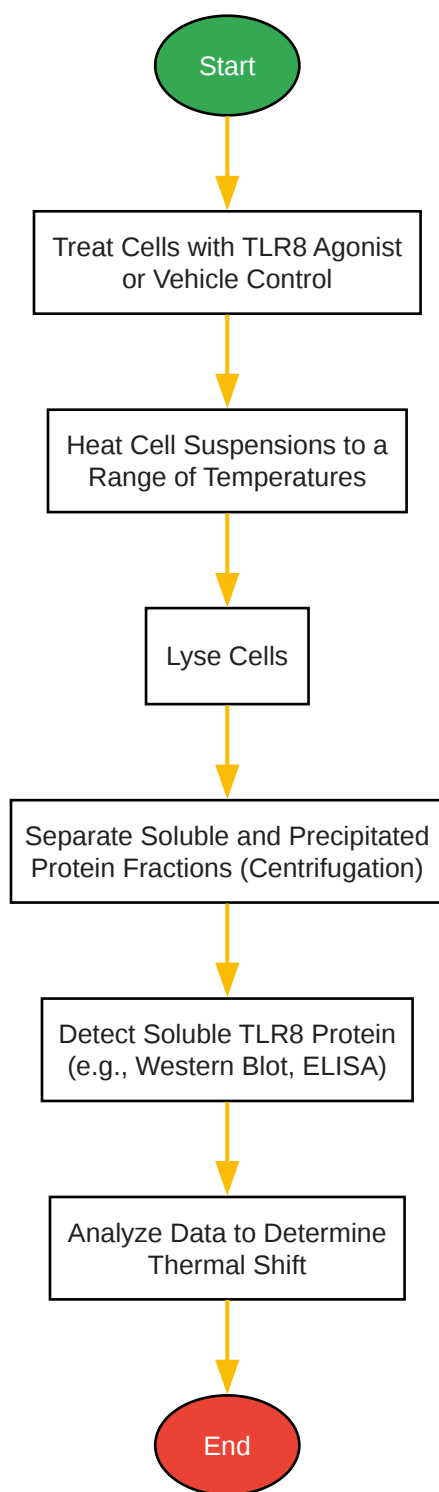 Start
Treat Cells with TLR8 Agonist
or Vehicle Control
Heat Cell Suspensions to a
Range of Temperatures
Lyse Cells
Separate Soluble and Precipitated
Protein Fractions (Centrifugation)
Detect Soluble TLR8 Protein
(e.g., Western Blot, ELISA)
Analyze Data to Determine
Thermal Shift
End